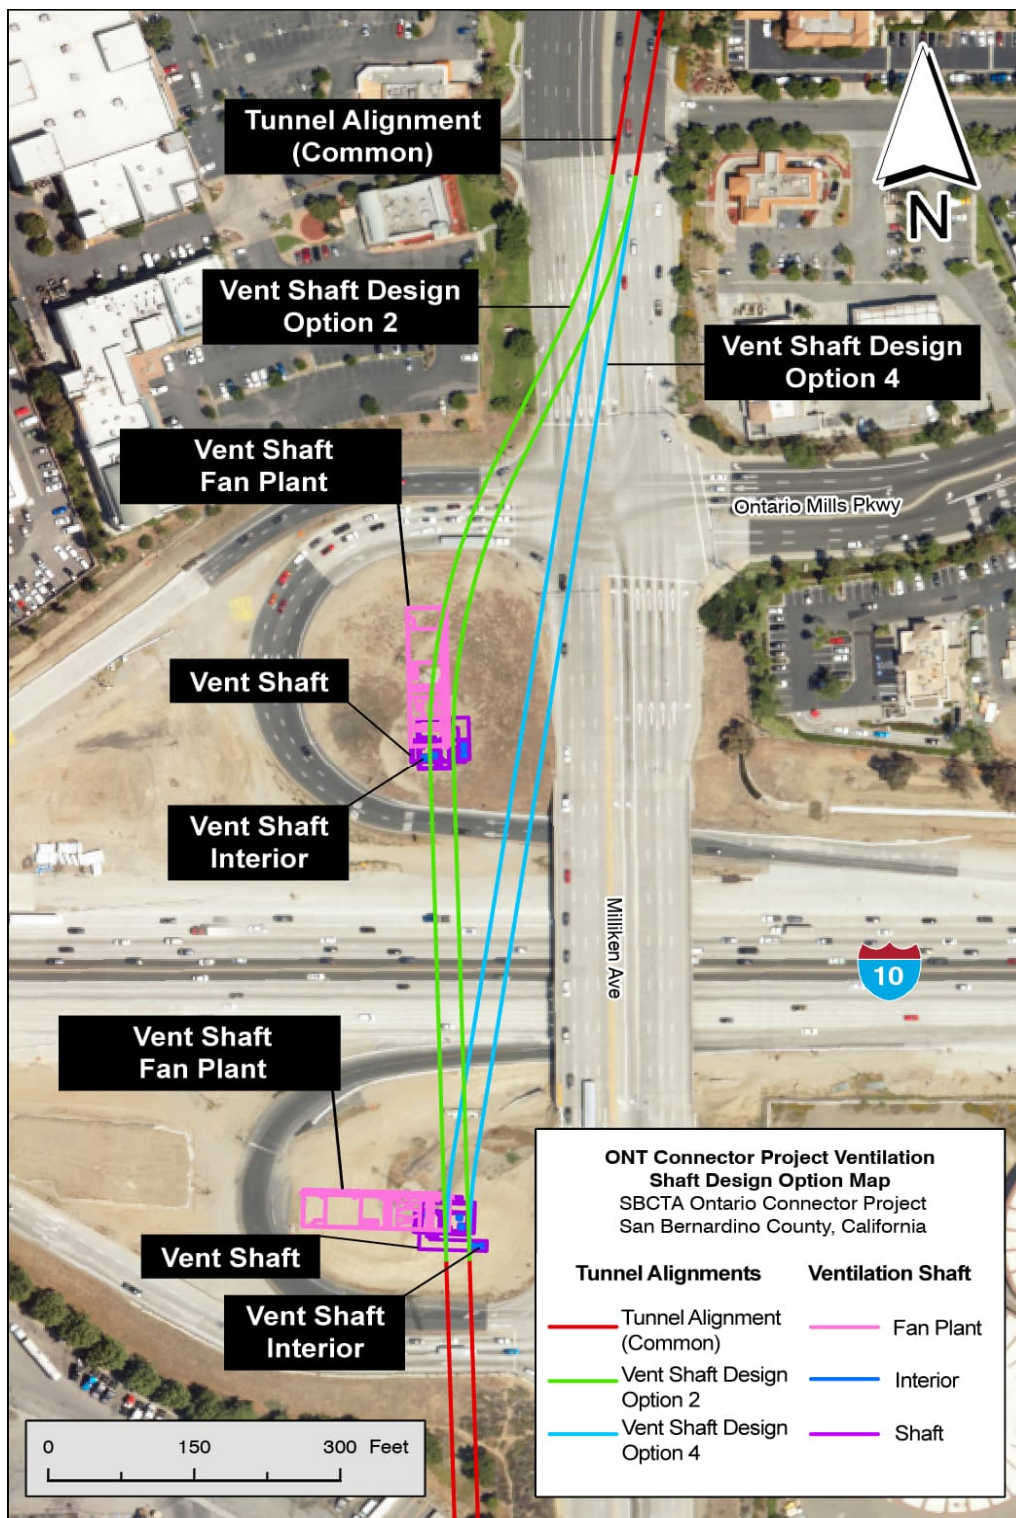 Tunnel Alignment
(Common)
N
Vent Shaft Design
Option 2
Vent Shaft Design
Option 4
Vent Shaft
Fan Plant
Ontario Mills Pkwy
Vent Shaft
Vent Shaft
Interior
Milliken Ave
10
Vent Shaft
Fan Plant
Vent Shaft
Vent Shaft
Interior
ONT Connector Project Ventilation
Shaft Design Option Map
SBCTA Ontario Connector Project
San Bernardino County, California
Tunnel Alignments
Tunnel Alignment
(Common)
Vent Shaft Design
Option 2
Vent Shaft Design
Option 4
Ventilation Shaft
Fan Plant
Interior
Shaft
0 150 300 Feet